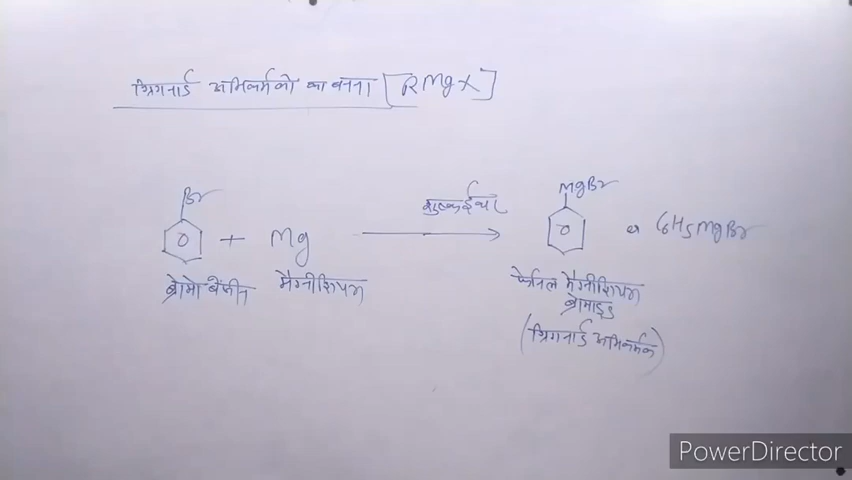 ग्रिगनार्ड अभिकर्मको का बनना [RMgX]
Br
+ Mg
शुष्क ईथर
MgBr
or C6H5MgBr
ब्रोमो बेंजीन मैग्नीशियम
फेनिल मैग्नीशियम
ब्रोमाइड
(ग्रिगनार्ड अभिकर्मक)
PowerDirector